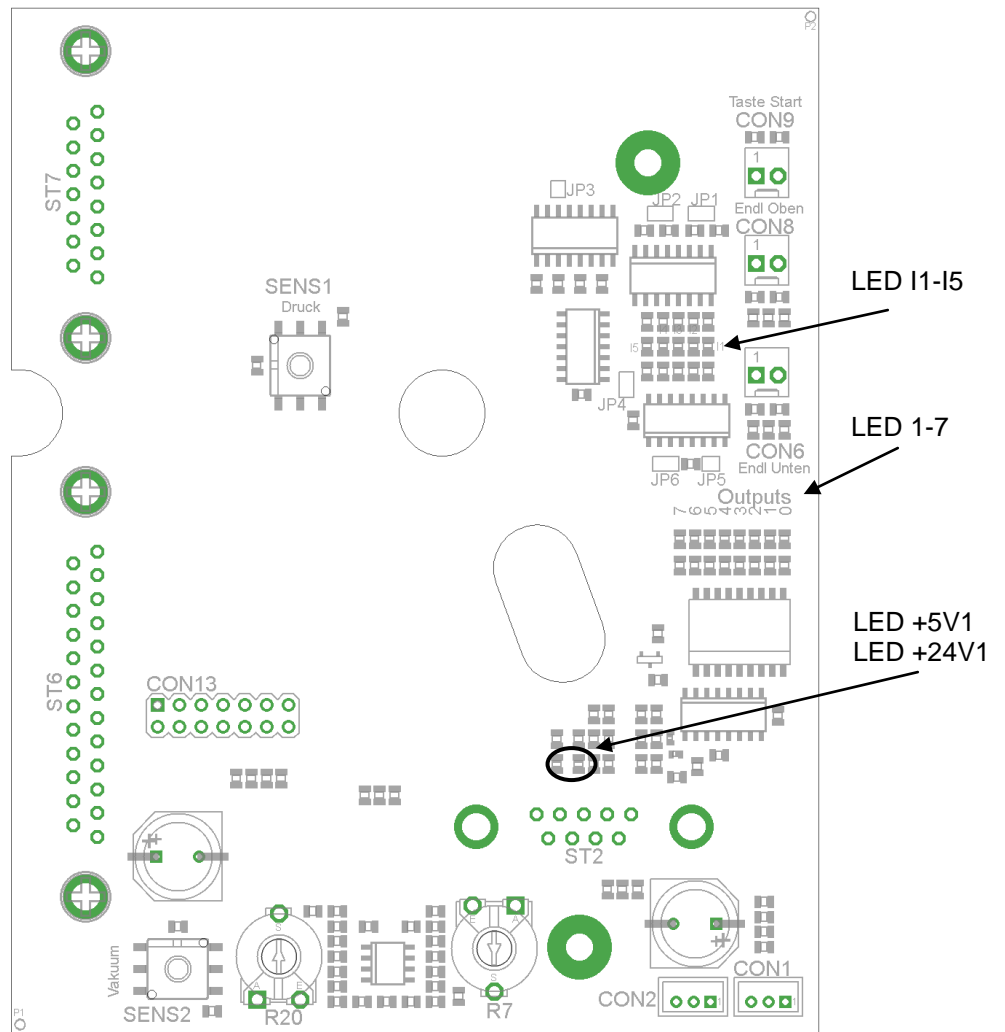 P2
Taste Start
CON9
1
ST7
JP3
JP2
JP1
Endl Oben
CON8
1
SENS1
Druck
LED I1-I5
I5
I1
1
JP4
LED 1-7
CON6
Endl Unten
JP6
JP5
Outputs
7 6 5 4 3 2 1 0
LED +5V1
LED +24V1
ST6
CON13
ST2
Vakuum
S
A
E
E
A
S
SENS2
R20
R7
CON2
1
CON1
1
P1